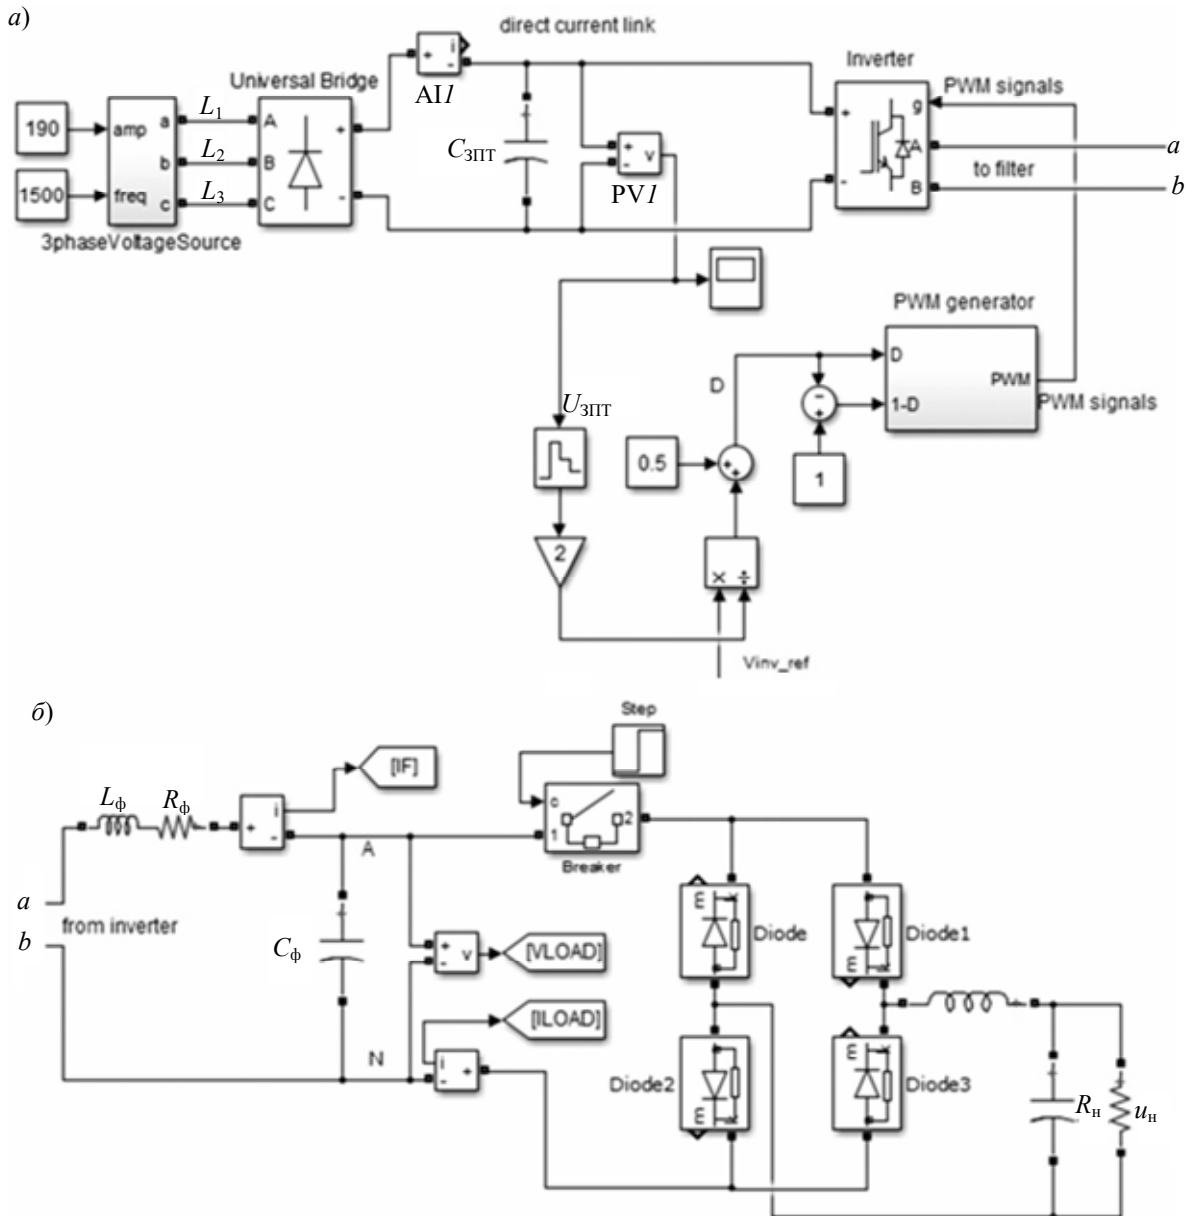 а)
direct current link
i
+
-
AI1
Universal Bridge
Inverter
PWM signals
190
1500
amp
freq
a
b
c
L1
L2
L3
A
B
C
+
-
CЗПТ
+
-
v
PV1
+
-
g
A
B
a
to filter
b
3phaseVoltageSource
PWM generator
D
D
PWM
1-D
PWM signals
UЗПТ
0.5
1
2
× ÷
Vinv_ref
б)
Step
[IF]
Lф
Rф
i
+
-
c
1
2
Breaker
A
a
from inverter
b
Cф
+
-
v
[VLOAD]
[ILOAD]
N
i
-
+
m
Diode
Diode1
m
m
Diode2
m
Diode3
Rн
uн